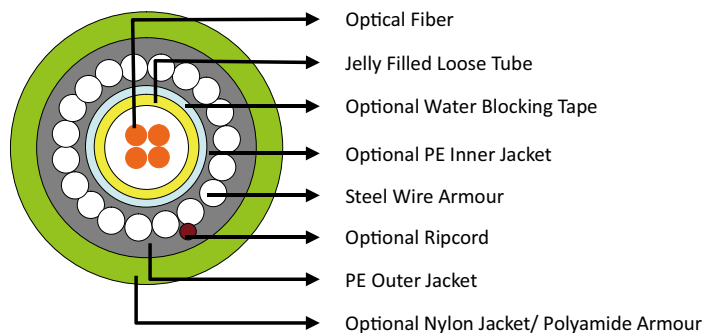 Optical Fiber
Jelly Filled Loose Tube
Optional Water Blocking Tape
Optional PE Inner Jacket
Steel Wire Armour
Optional Ripcord
PE Outer Jacket
Optional Nylon Jacket/ Polyamide Armour